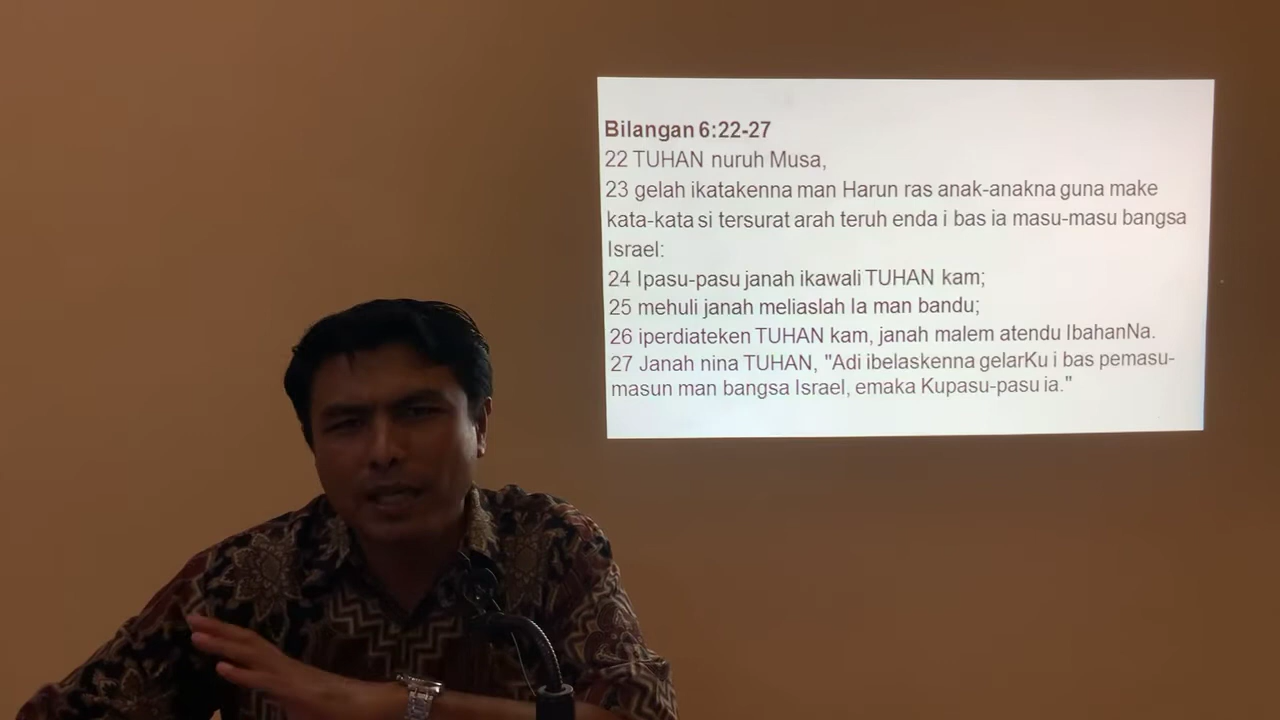 Bilangan 6:22-27
22 TUHAN nuruh Musa,
23 gelah ikatakenna man Harun ras anak-anakna guna make
kata-kata si tersurat arah teruh enda i bas ia masu-masu bangsa
Israel:
24 Ipasu-pasu janah ikawali TUHAN kam;
25 mehuli janah meliaslah Ia man bandu;
26 iperdiateken TUHAN kam, janah malem atendu IbahanNa.
27 Janah nina TUHAN, "Adi ibelaskenna gelarKu i bas pemasu-
masun man bangsa Israel, emaka Kupasu-pasu ia."